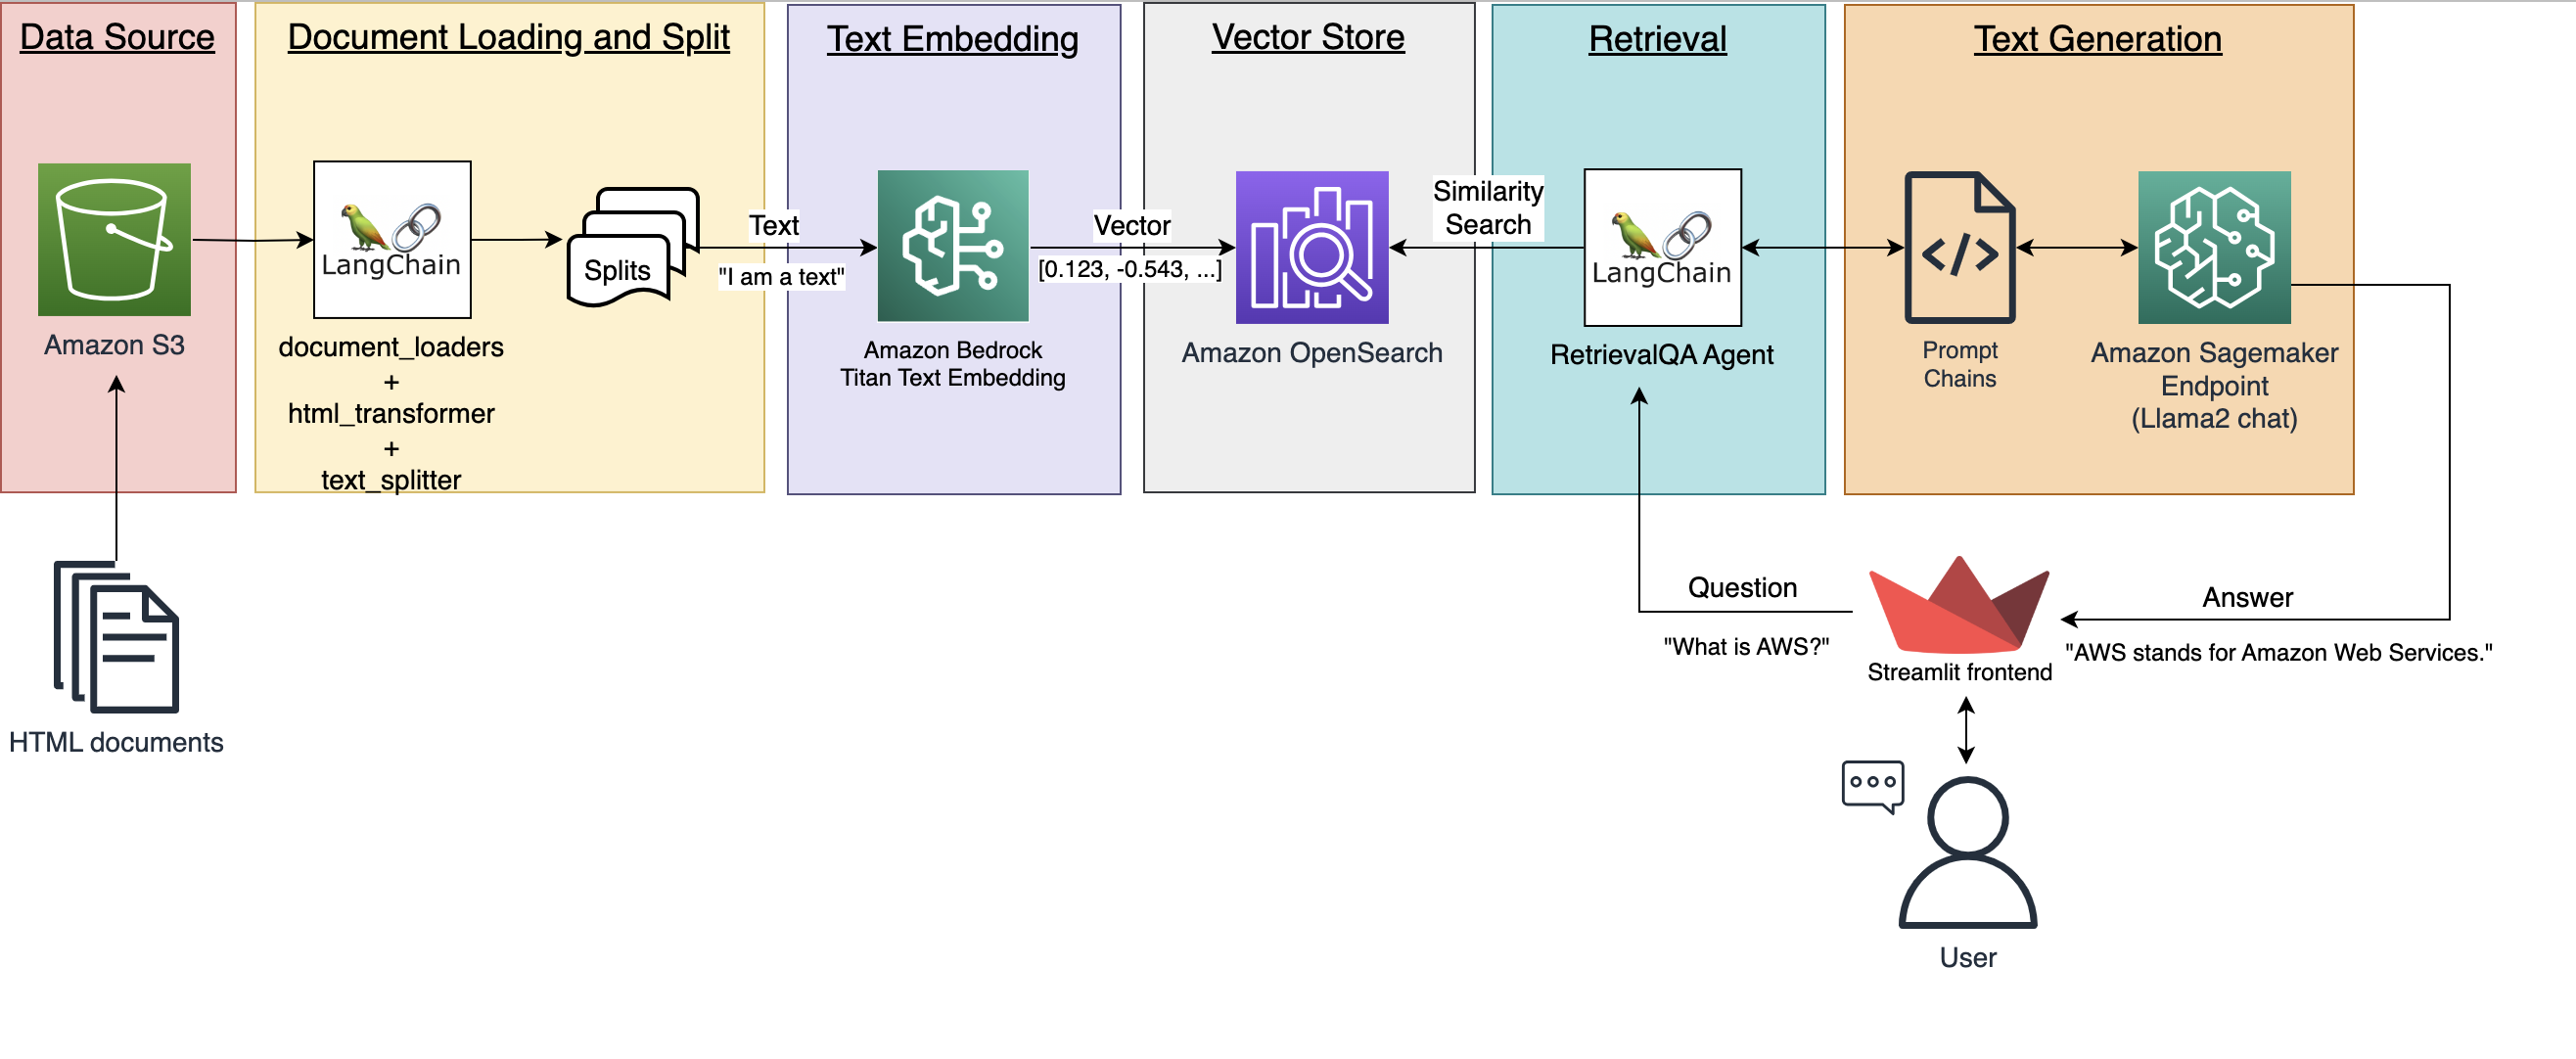 Data Source
Document Loading and Split
Text Embedding
Vector Store
Retrieval
Text Generation
Amazon S3
LangChain
document_loaders
+
html_transformer
+
text_splitter
Splits
Text
"I am a text"
Amazon Bedrock
Titan Text Embedding
Vector
[0.123, -0.543, ...]
Amazon OpenSearch
Similarity
Search
LangChain
RetrievalQA Agent
</>
Prompt
Chains
Amazon Sagemaker
Endpoint
(Llama2 chat)
HTML documents
Question
"What is AWS?"
Streamlit frontend
Answer
"AWS stands for Amazon Web Services."
User